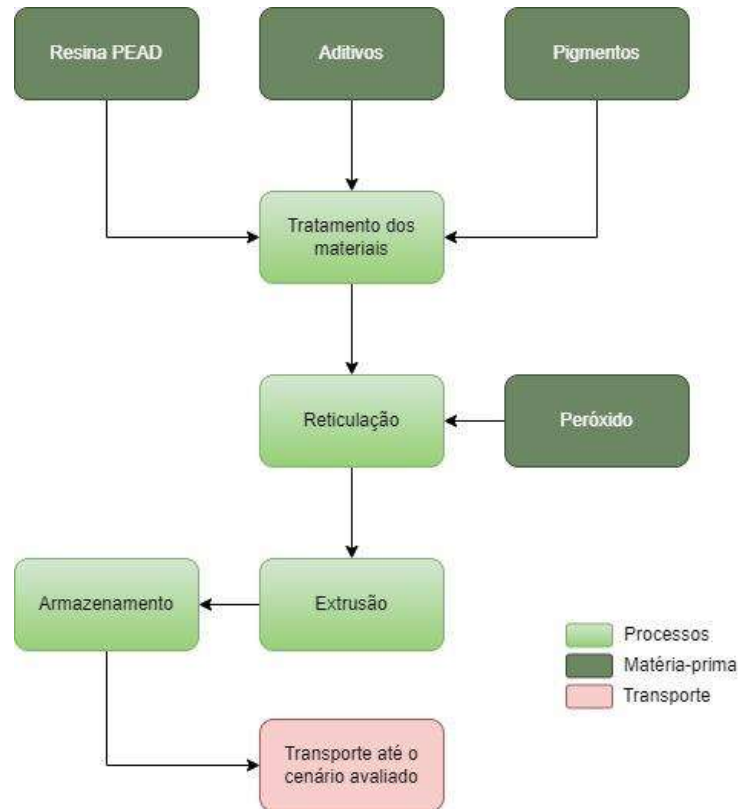 Resina PEAD
Aditivos
Pigmentos
Tratamento dos
materiais
Reticulação
Peróxido
Armazenamento
Extrusão
Processos
Matéria-prima
Transporte
Transporte até o
cenário avaliado